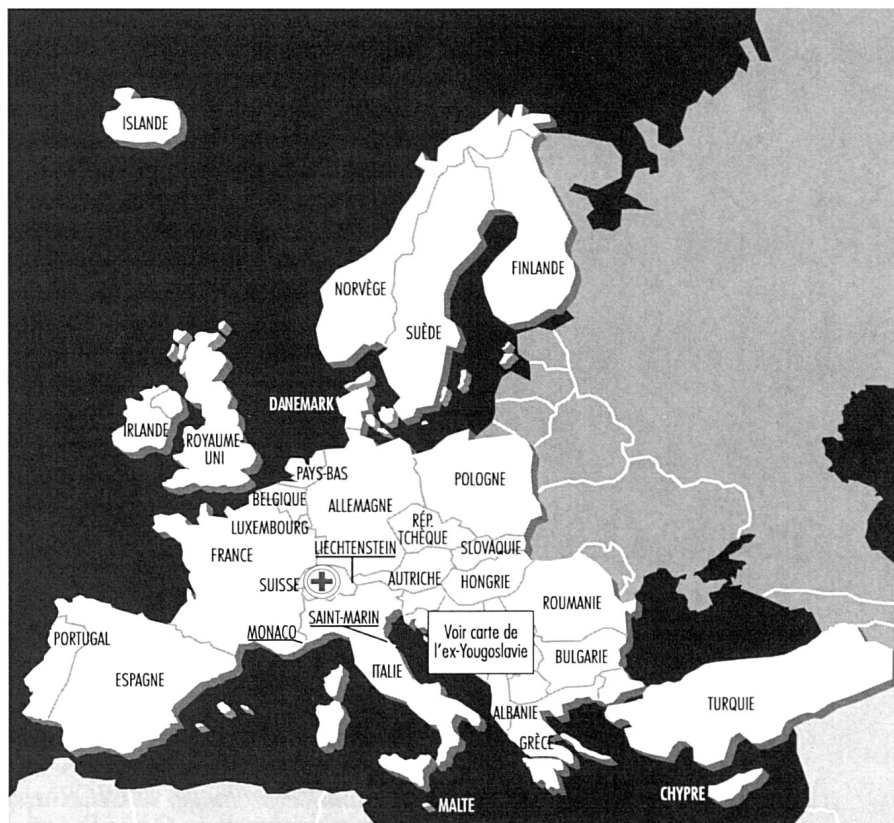 ISLANDE
NORVÈGE
FINLANDE
SUÈDE
DANEMARK
IRLANDE
ROYAUME-
UNI
PAYS-BAS
BELGIQUE
ALLEMAGNE
POLOGNE
LUXEMBOURG
RÉP.
TCHÈQUE
FRANCE
LIECHTENSTEIN
SLOVAQUIE
SUISSE
AUTRICHE
HONGRIE
ROUMANIE
SAINT-MARIN
MONACO
Voir carte de
l'ex-Yougoslavie
PORTUGAL
ESPAGNE
ITALIE
BULGARIE
ALBANIE
TURQUIE
GRÈCE
CHYPRE
MALTE